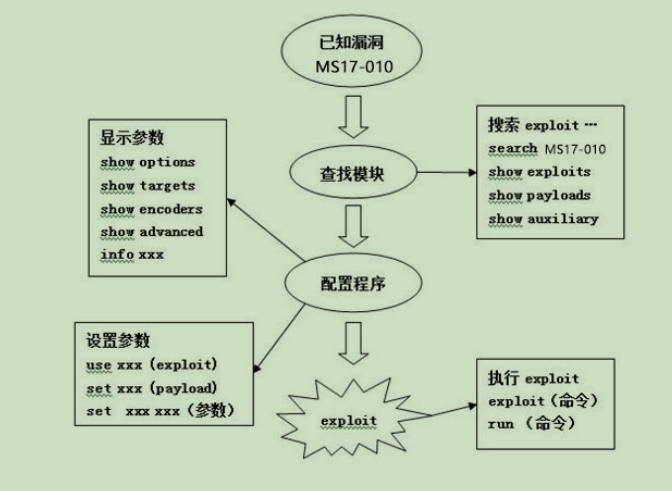 已知漏洞
MS17-010
显示参数
show options
show targets
show encoders
show advanced
info xxx
查找模块
搜索 exploit …
search MS17-010
show exploits
show payloads
show auxiliary
配置程序
设置参数
use xxx (exploit)
set xxx (payload)
set xxx xxx（参数）
exploit
执行 exploit
exploit（命令）
run （命令）